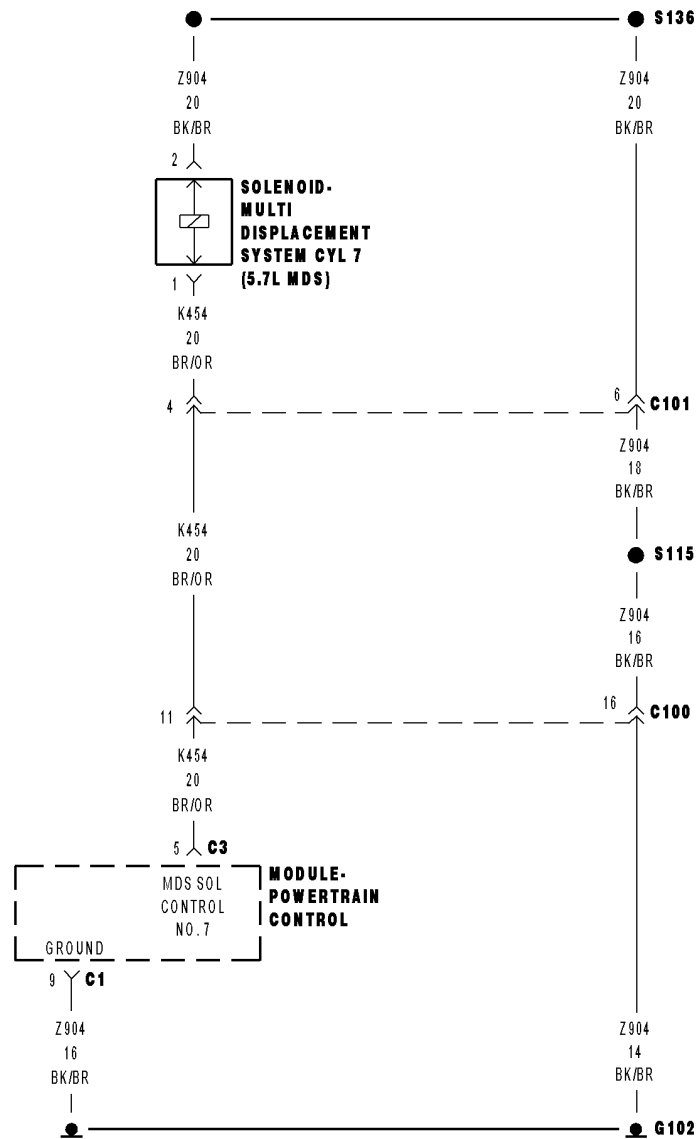 S136
Z904
20
BK/BR
Z904
20
BK/BR
2
SOLENOID-
MULTI
DISPLACEMENT
SYSTEM CYL 7
(5.7L MDS)
1
K454
20
BR/OR
4
6
C101
Z904
18
BK/BR
K454
20
BR/OR
S115
Z904
16
BK/BR
11
16
C100
K454
20
BR/OR
5
C3
MODULE-
POWERTRAIN
CONTROL
MDS SOL
CONTROL
NO. 7
GROUND
9
C1
Z904
16
BK/BR
Z904
14
BK/BR
G102